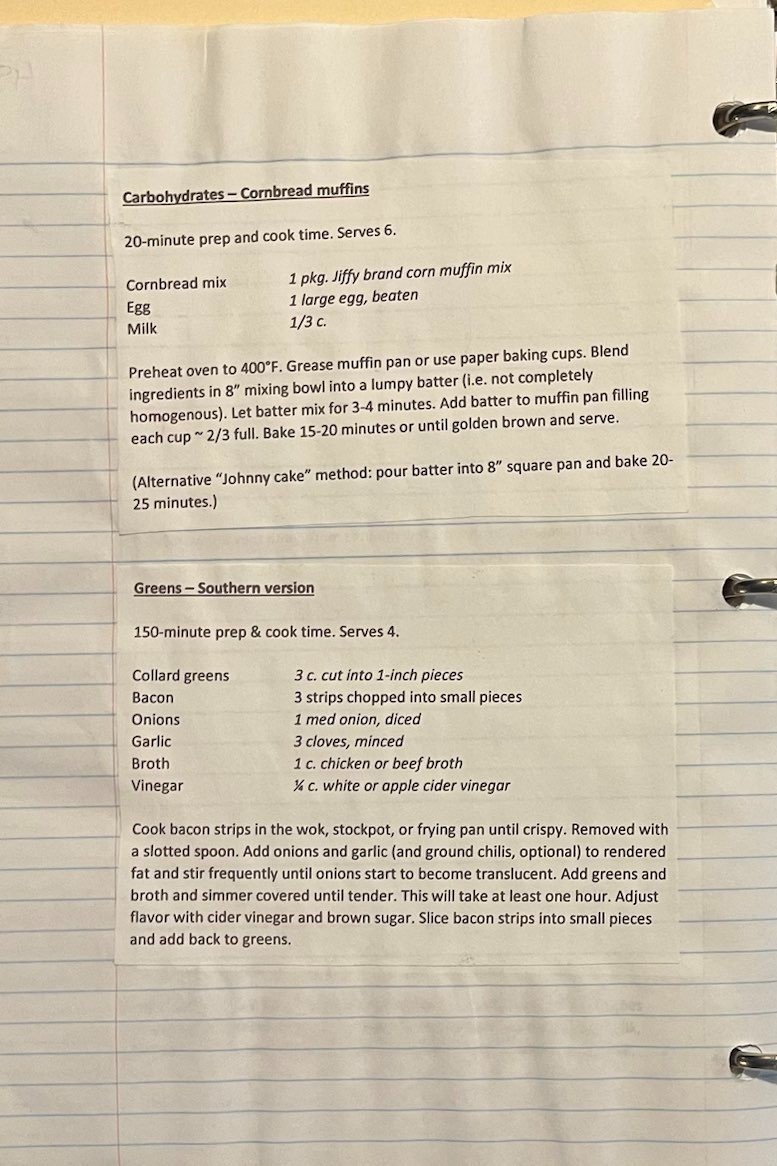 Carbohydrates – Cornbread muffins
20-minute prep and cook time. Serves 6.
Cornbread mix 1 pkg. Jiffy brand corn muffin mix
Egg 1 large egg, beaten
Milk 1/3 c.
Preheat oven to 400°F. Grease muffin pan or use paper baking cups. Blend
ingredients in 8” mixing bowl into a lumpy batter (i.e. not completely
homogenous). Let batter mix for 3-4 minutes. Add batter to muffin pan filling
each cup ~ 2/3 full. Bake 15-20 minutes or until golden brown and serve.
(Alternative “Johnny cake” method: pour batter into 8” square pan and bake 20-
25 minutes.)
Greens – Southern version
150-minute prep & cook time. Serves 4.
Collard greens 3 c. cut into 1-inch pieces
Bacon 3 strips chopped into small pieces
Onions 1 med onion, diced
Garlic 3 cloves, minced
Broth 1 c. chicken or beef broth
Vinegar ¼ c. white or apple cider vinegar
Cook bacon strips in the wok, stockpot, or frying pan until crispy. Removed with
a slotted spoon. Add onions and garlic (and ground chilis, optional) to rendered
fat and stir frequently until onions start to become translucent. Add greens and
broth and simmer covered until tender. This will take at least one hour. Adjust
flavor with cider vinegar and brown sugar. Slice bacon strips into small pieces
and add back to greens.